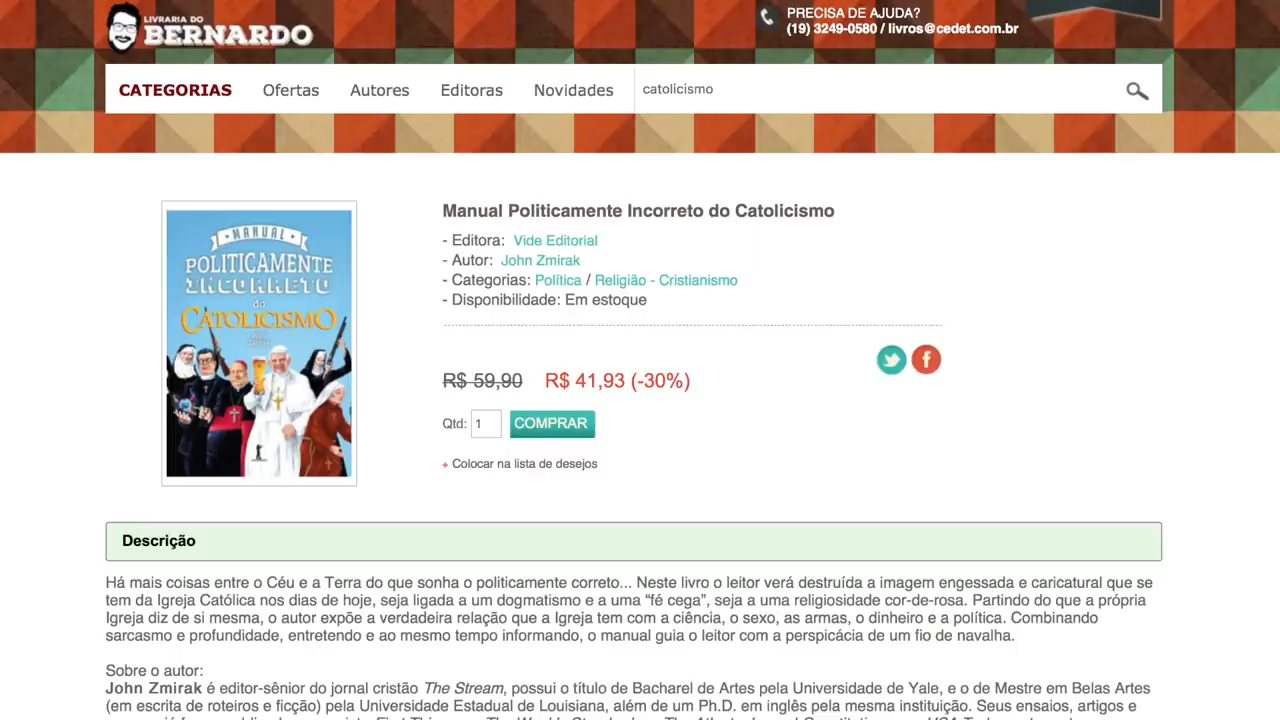 LIVRARIA DO
BERNARDO
PRECISA DE AJUDA?
(19) 3249-0580 / livros@cedet.com.br
CATEGORIAS Ofertas Autores Editoras Novidades catolicismo
MANUAL
POLITICAMENTE
INCORRETO
do
CATOLICISMO
Manual Politicamente Incorreto do Catolicismo
- Editora: Vide Editorial
- Autor: John Zmirak
- Categorias: Política / Religião - Cristianismo
- Disponibilidade: Em estoque
R$ 59,90 R$ 41,93 (-30%)
Qtd: 1 COMPRAR
+ Colocar na lista de desejos
Descrição
Há mais coisas entre o Céu e a Terra do que sonha o politicamente correto... Neste livro o leitor verá destruída a imagem engessada e caricatural que se
tem da Igreja Católica nos dias de hoje, seja ligada a um dogmatismo e a uma “fé cega”, seja a uma religiosidade cor-de-rosa. Partindo do que a própria
Igreja diz de si mesma, o autor expõe a verdadeira relação que a Igreja tem com a ciência, o sexo, as armas, o dinheiro e a política. Combinando
sarcasmo e profundidade, entretendo e ao mesmo tempo informando, o manual guia o leitor com a perspicácia de um fio de navalha.
Sobre o autor:
John Zmirak é editor-sênior do jornal cristão The Stream, possui o título de Bacharel de Artes pela Universidade de Yale, e o de Mestre em Belas Artes
(em escrita de roteiros e ficção) pela Universidade Estadual de Louisiana, além de um Ph.D. em inglês pela mesma instituição. Seus ensaios, artigos e